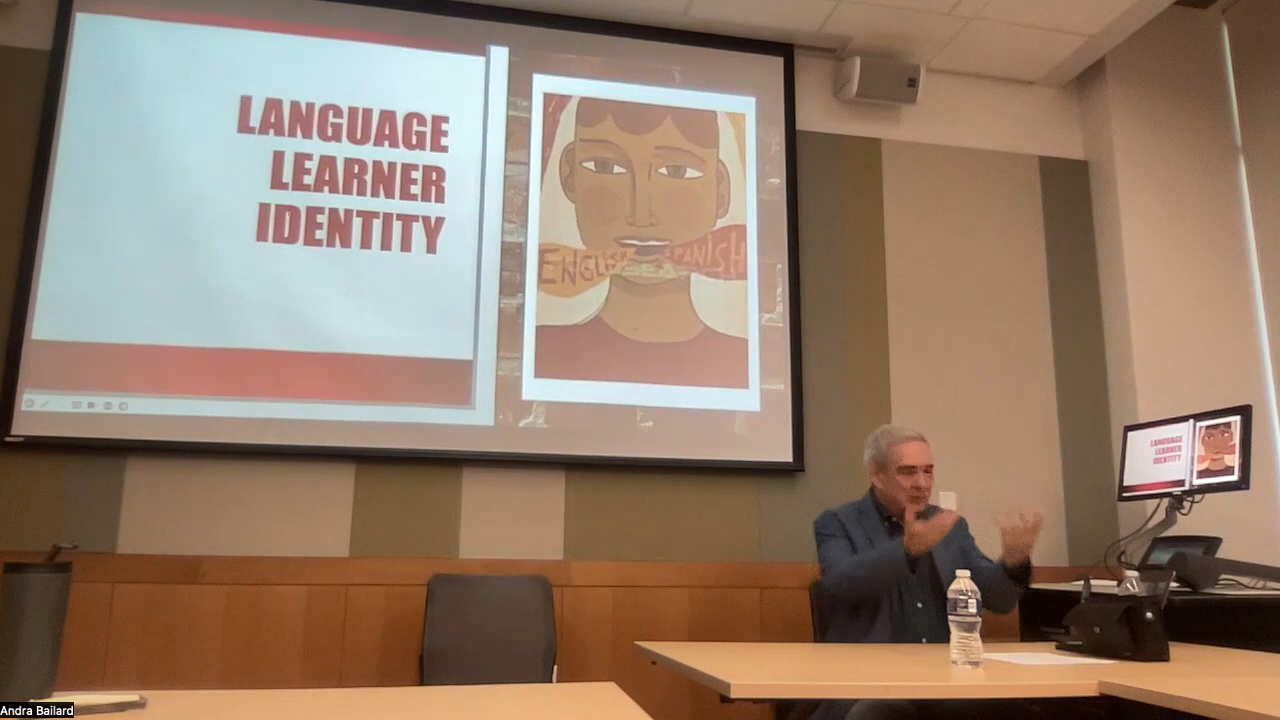 LANGUAGE
LEARNER
IDENTITY
ENGLISH SPANISH
LANGUAGE
LEARNER
IDENTITY
Andra Bailard